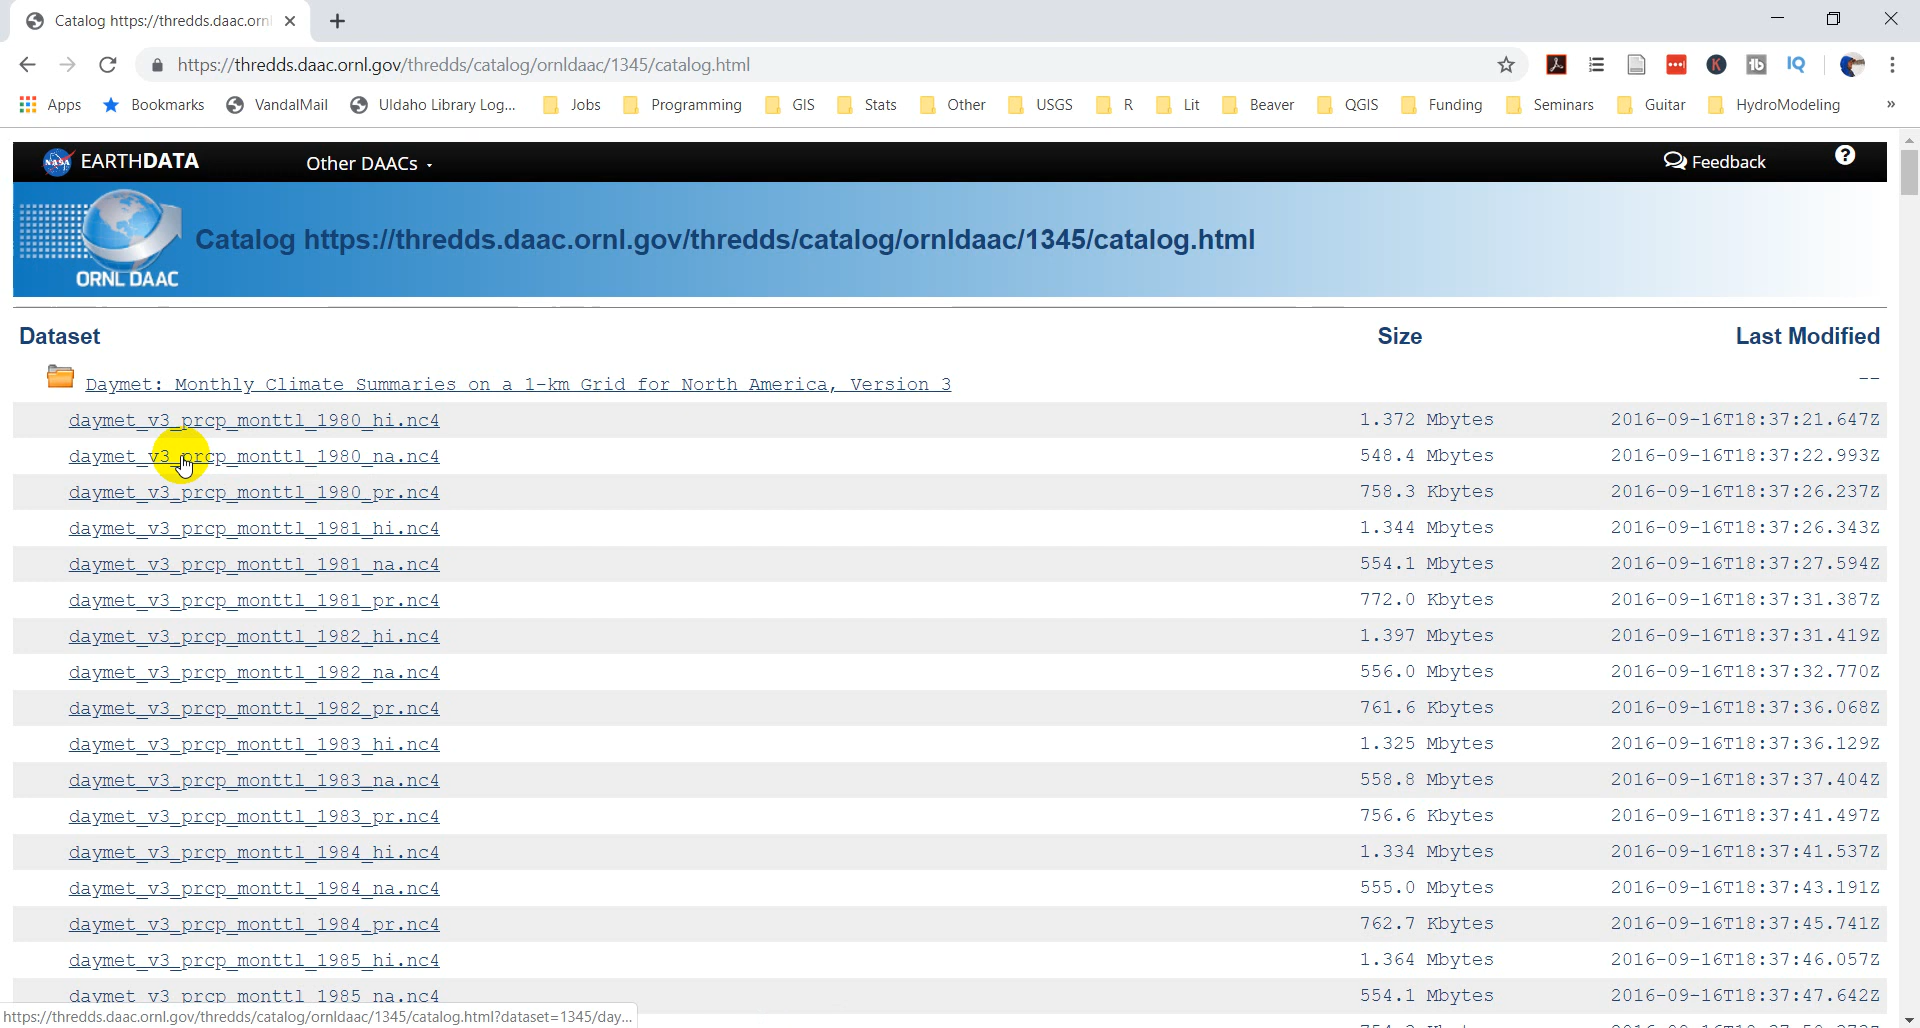 Catalog https://thredds.daac.orn
https://thredds.daac.ornl.gov/thredds/catalog/ornldaac/1345/catalog.html
Apps Bookmarks VandalMail UIdaho Library Log... Jobs Programming GIS Stats Other USGS R Lit Beaver QGIS Funding Seminars Guitar HydroModeling »
NASA EARTHDATA Other DAACs Feedback ?
ORNL DAAC
Catalog https://thredds.daac.ornl.gov/thredds/catalog/ornldaac/1345/catalog.html
Dataset Size Last Modified
Daymet: Monthly Climate Summaries on a 1-km Grid for North America, Version 3 --
daymet_v3_prcp_monttl_1980_hi.nc4 1.372 Mbytes 2016-09-16T18:37:21.647Z
daymet_v3_prcp_monttl_1980_na.nc4 548.4 Mbytes 2016-09-16T18:37:22.993Z
daymet_v3_prcp_monttl_1980_pr.nc4 758.3 Kbytes 2016-09-16T18:37:26.237Z
daymet_v3_prcp_monttl_1981_hi.nc4 1.344 Mbytes 2016-09-16T18:37:26.343Z
daymet_v3_prcp_monttl_1981_na.nc4 554.1 Mbytes 2016-09-16T18:37:27.594Z
daymet_v3_prcp_monttl_1981_pr.nc4 772.0 Kbytes 2016-09-16T18:37:31.387Z
daymet_v3_prcp_monttl_1982_hi.nc4 1.397 Mbytes 2016-09-16T18:37:31.419Z
daymet_v3_prcp_monttl_1982_na.nc4 556.0 Mbytes 2016-09-16T18:37:32.770Z
daymet_v3_prcp_monttl_1982_pr.nc4 761.6 Kbytes 2016-09-16T18:37:36.068Z
daymet_v3_prcp_monttl_1983_hi.nc4 1.325 Mbytes 2016-09-16T18:37:36.129Z
daymet_v3_prcp_monttl_1983_na.nc4 558.8 Mbytes 2016-09-16T18:37:37.404Z
daymet_v3_prcp_monttl_1983_pr.nc4 756.6 Kbytes 2016-09-16T18:37:41.497Z
daymet_v3_prcp_monttl_1984_hi.nc4 1.334 Mbytes 2016-09-16T18:37:41.537Z
daymet_v3_prcp_monttl_1984_na.nc4 555.0 Mbytes 2016-09-16T18:37:43.191Z
daymet_v3_prcp_monttl_1984_pr.nc4 762.7 Kbytes 2016-09-16T18:37:45.741Z
daymet_v3_prcp_monttl_1985_hi.nc4 1.364 Mbytes 2016-09-16T18:37:46.057Z
daymet_v3_prcp_monttl_1985_na.nc4 554.1 Mbytes 2016-09-16T18:37:47.642Z
https://thredds.daac.ornl.gov/thredds/catalog/ornldaac/1345/catalog.html?dataset=1345/day...